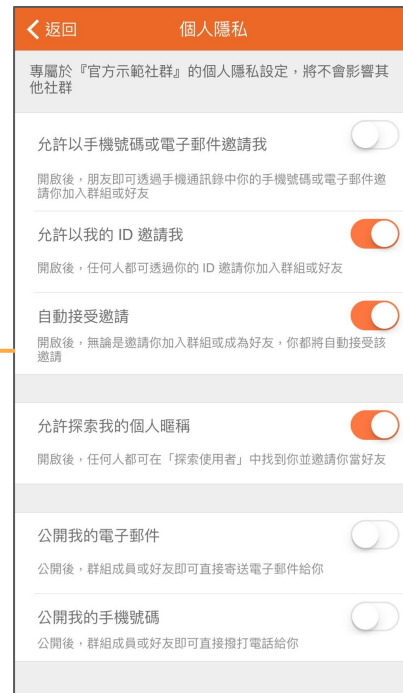 返回
個人隱私
專屬於『官方示範社群』的個人隱私設定，將不會影響其
他社群
允許以手機號碼或電子郵件邀請我
開啟後，朋友即可透過手機通訊錄中你的手機號碼或電子郵件邀
請你加入群組或好友
允許以我的 ID 邀請我
開啟後，任何人都可透過你的 ID 邀請你加入群組或好友
自動接受邀請
開啟後，無論是邀請你加入群組或成為好友，你都將自動接受該
邀請
允許探索我的個人暱稱
開啟後，任何人都可在「探索使用者」中找到你並邀請你當好友
公開我的電子郵件
公開後，群組成員或好友即可直接寄送電子郵件給你
公開我的手機號碼
公開後，群組成員或好友即可直接撥打電話給你